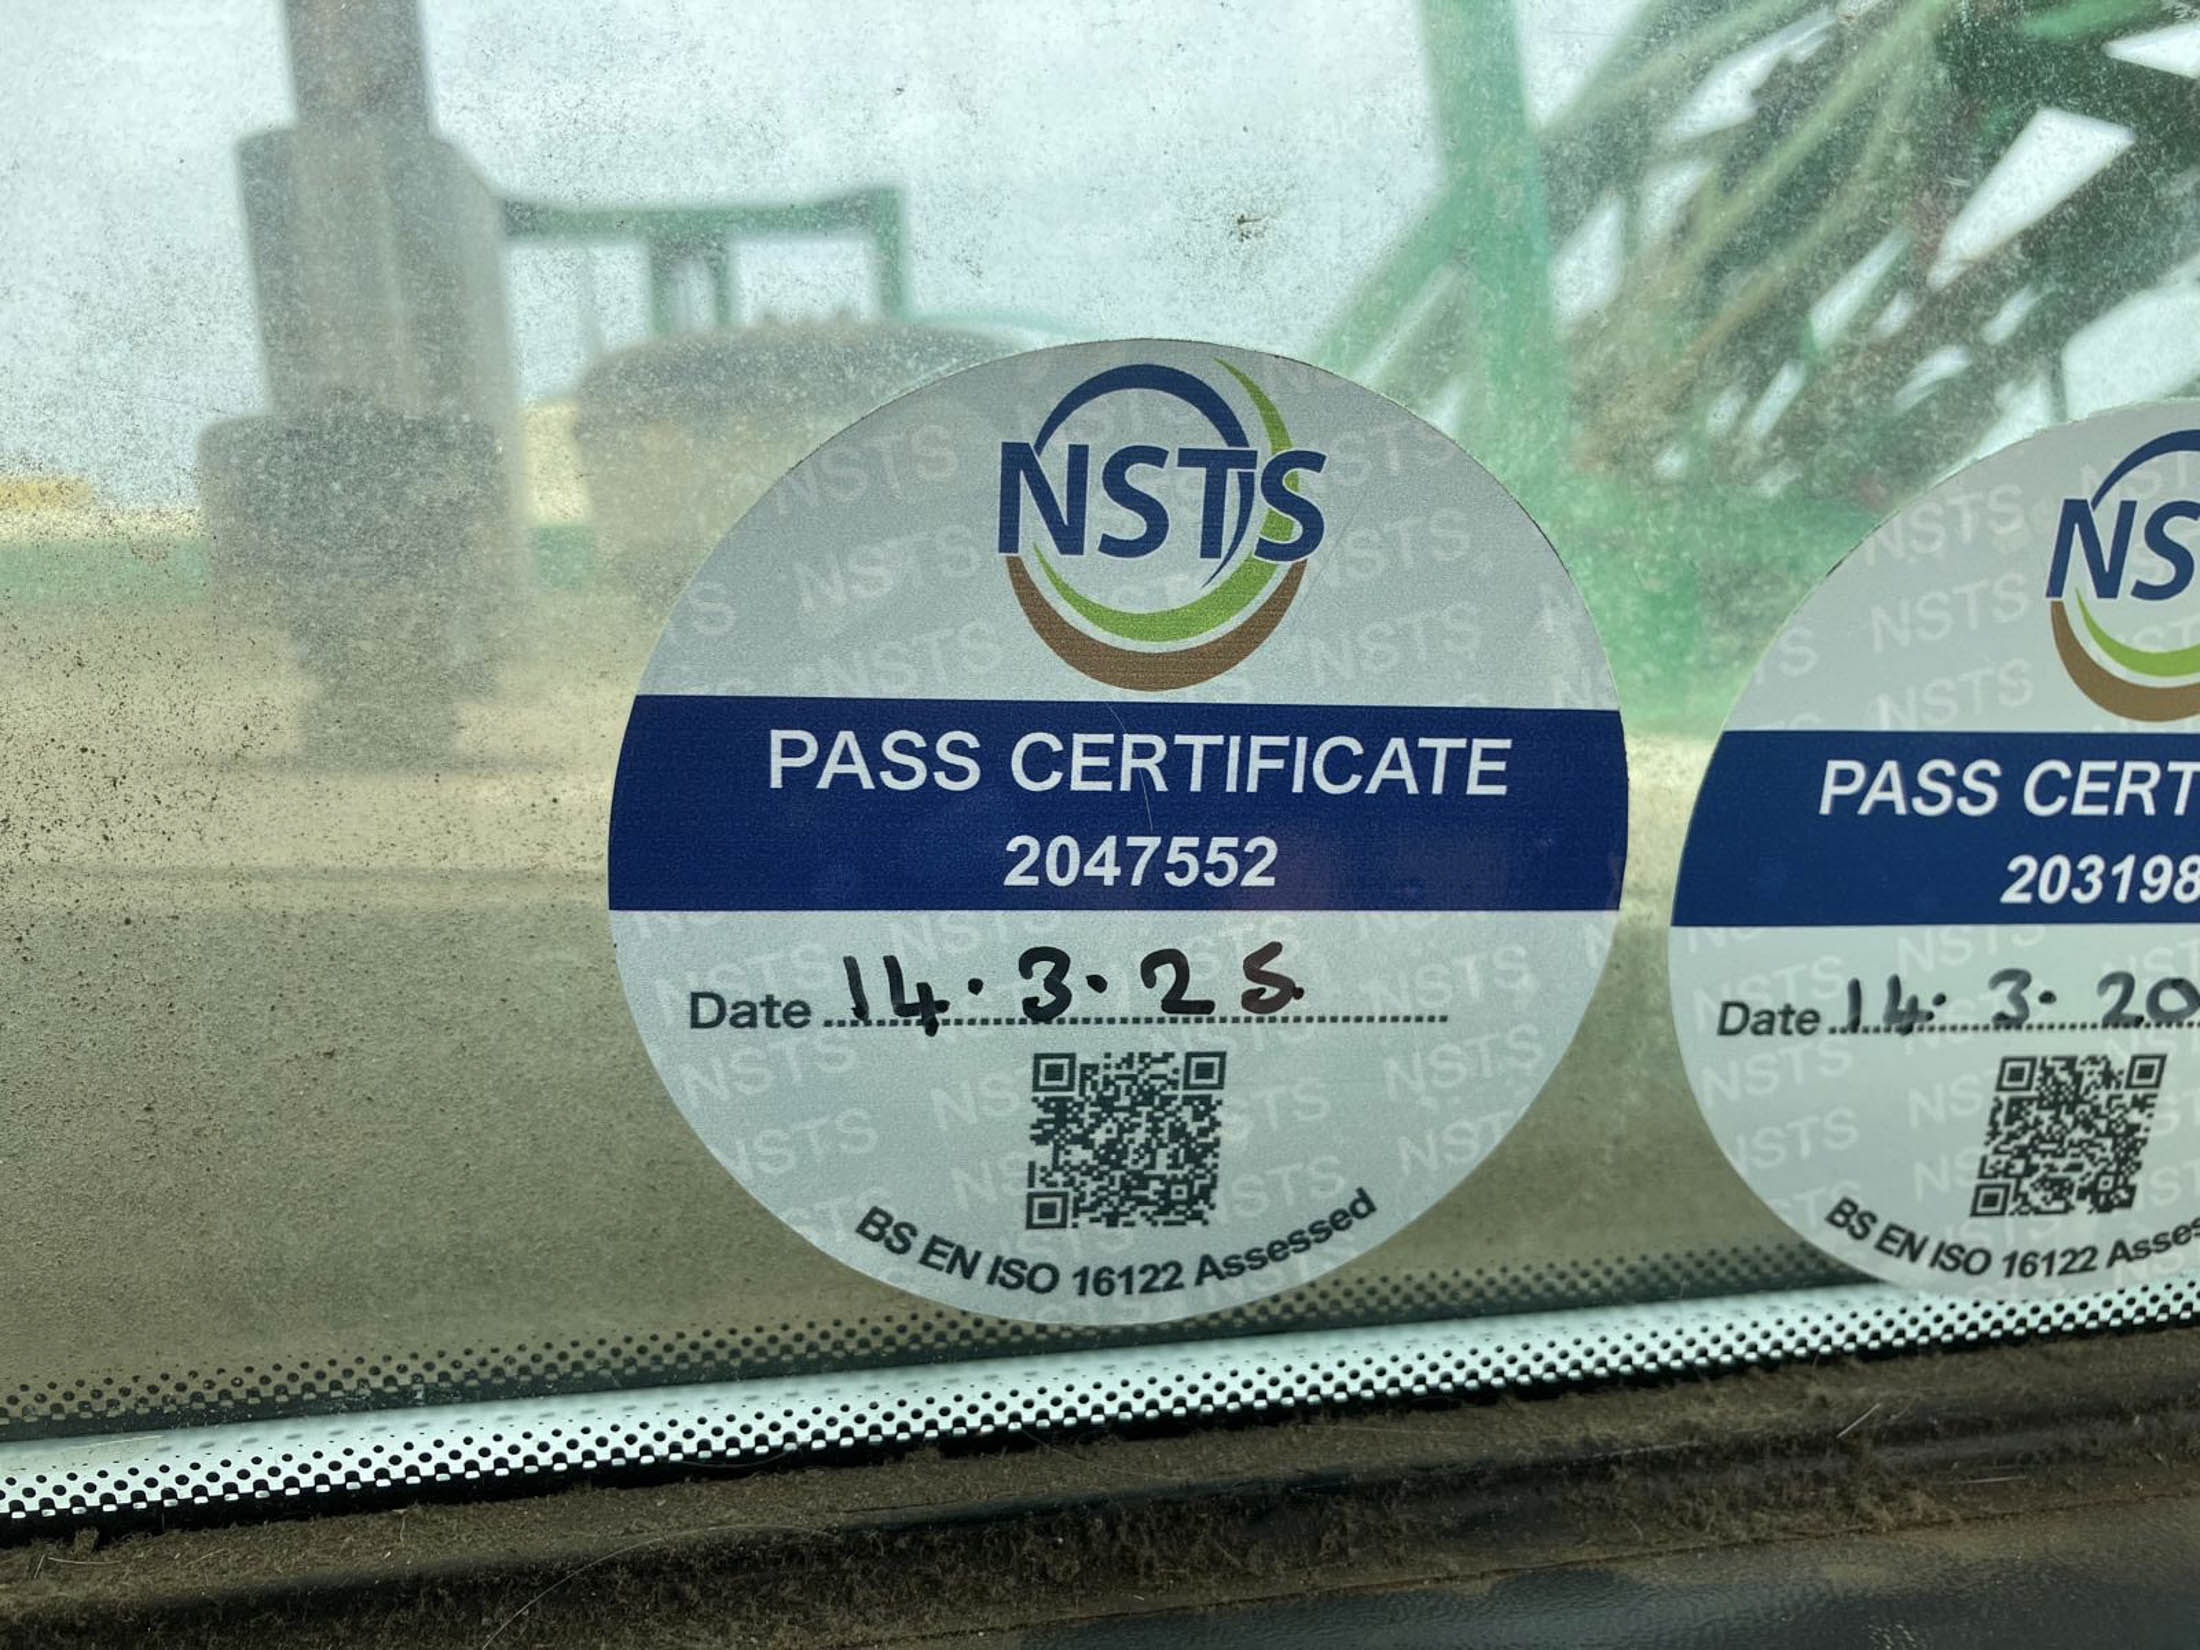 NSTS
PASS CERTIFICATE
2047552
Date 14.3.25
BS EN ISO 16122 Assessed
NS
PASS CERT
203198
Date 14.3.20
BS EN ISO 16122 Asse